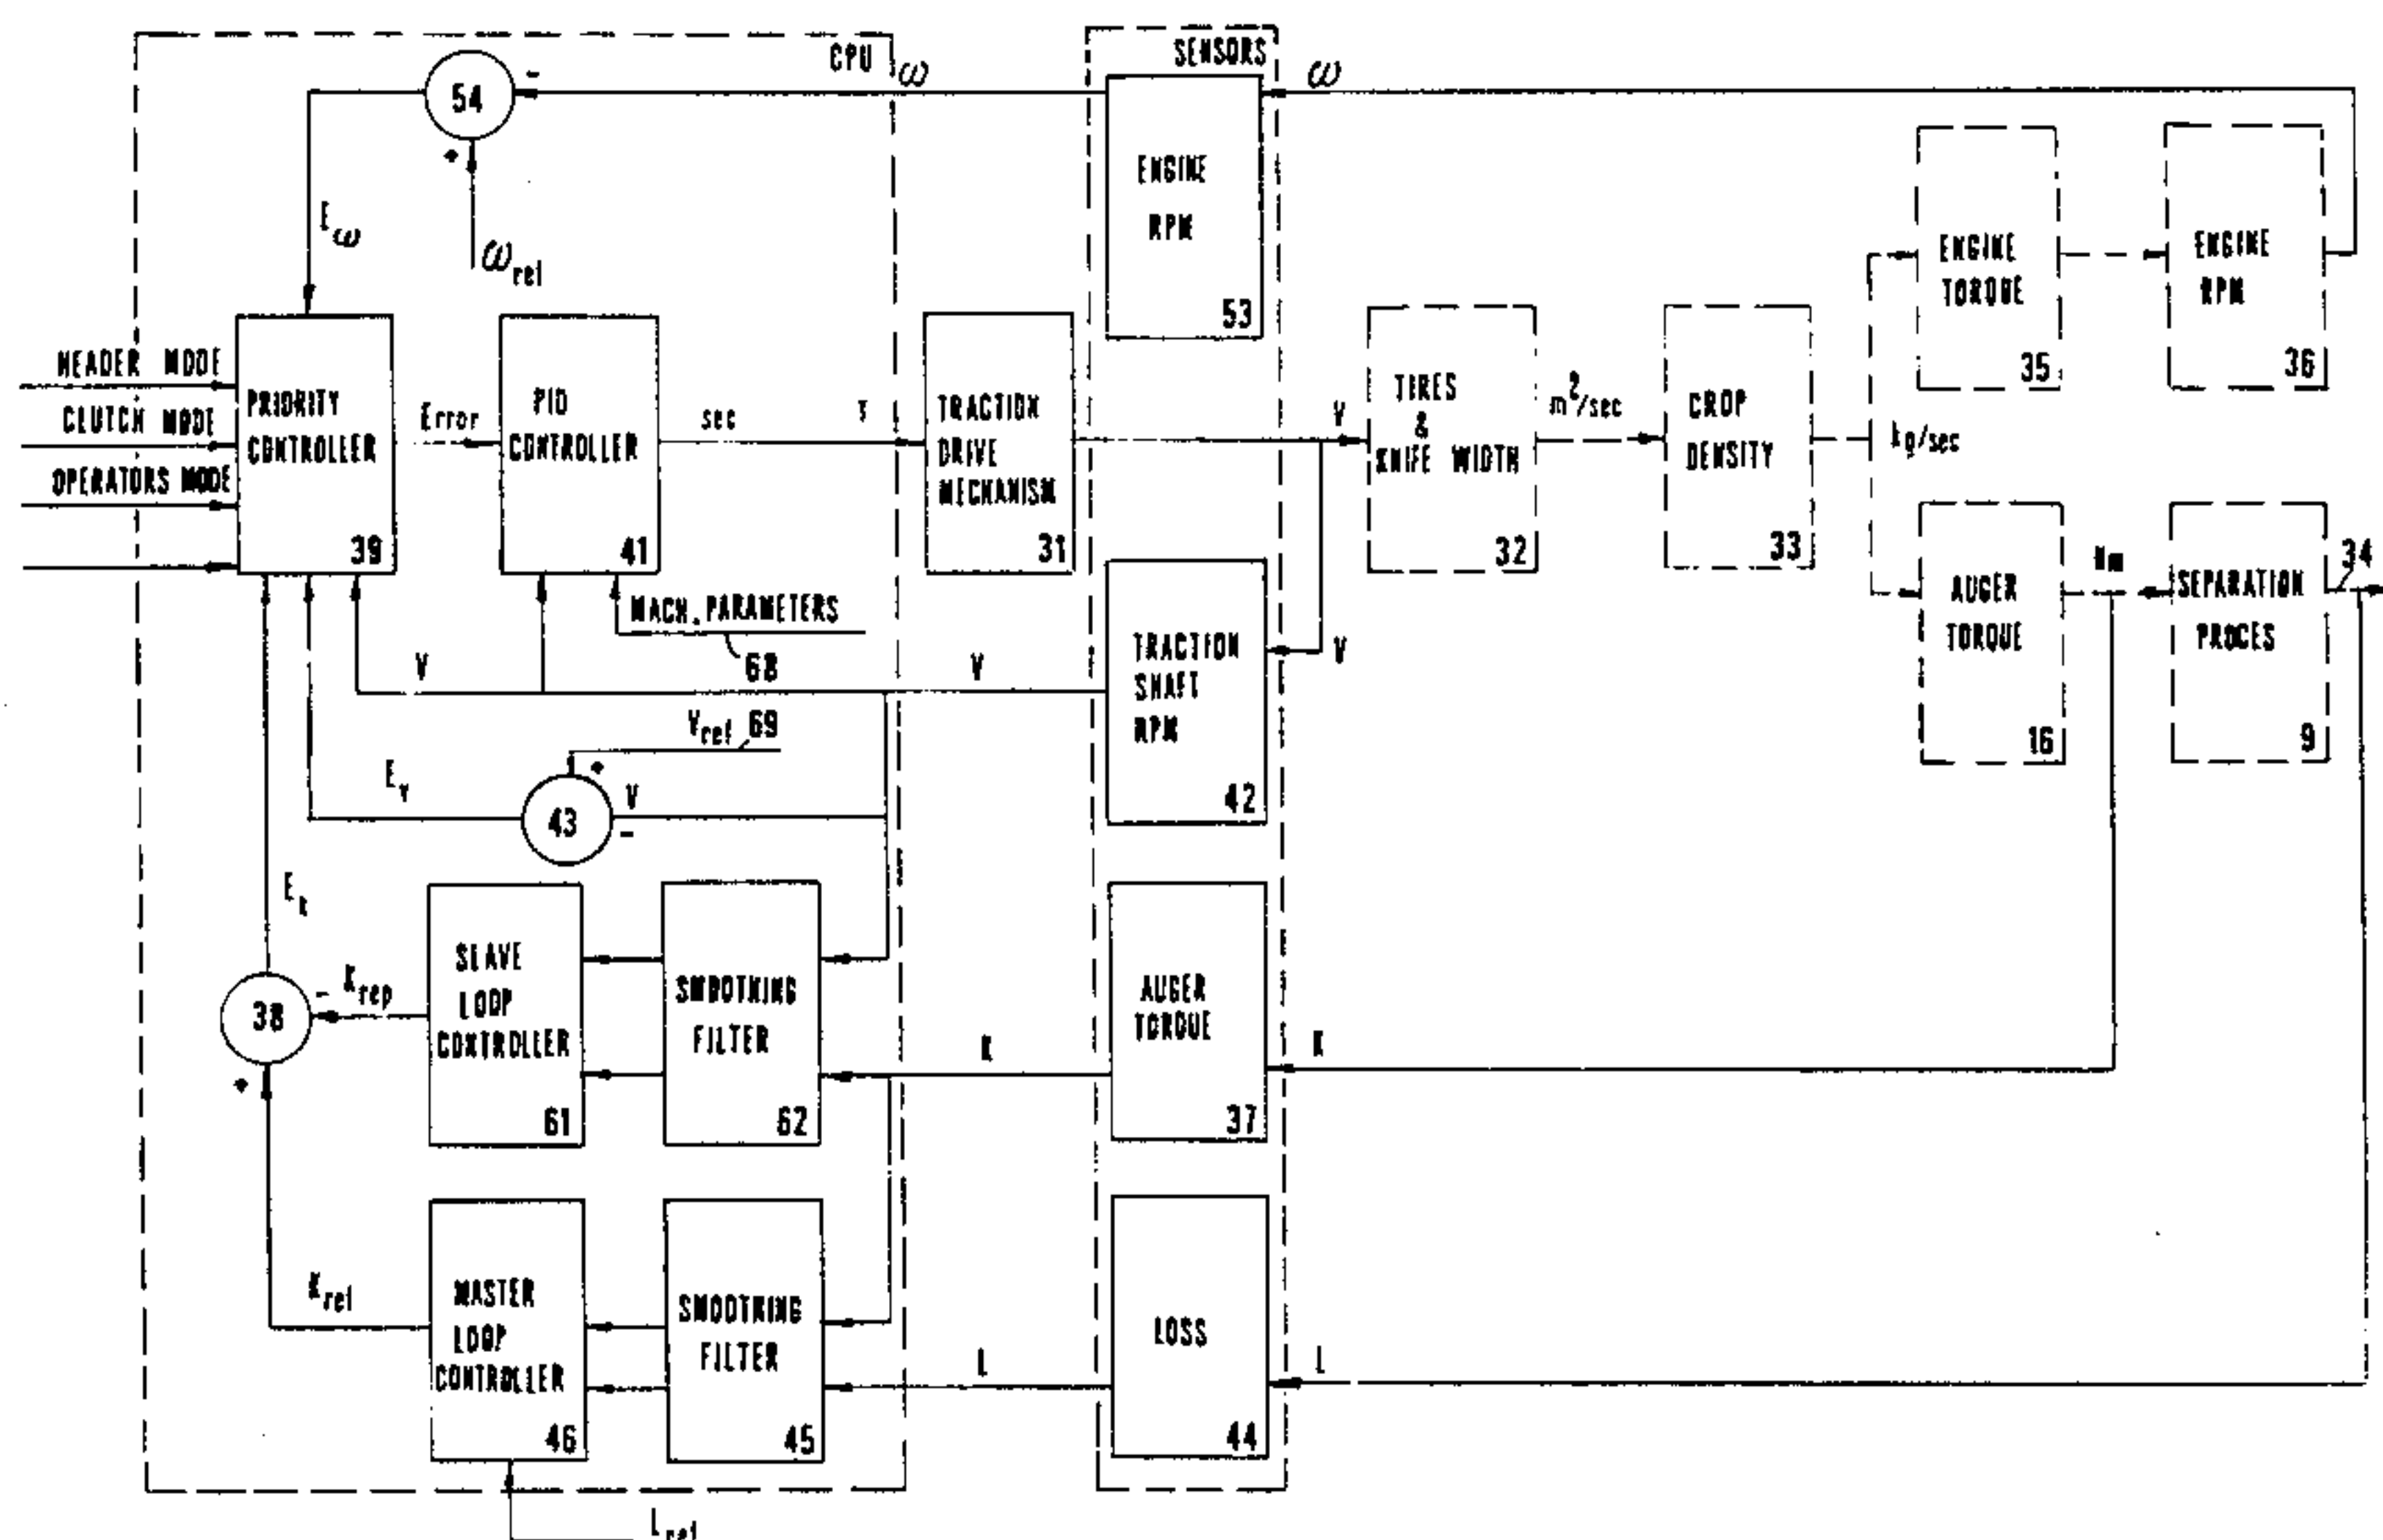 CPU
SENSORS
ω
ω
54
-
+
Eω
ωref
ENGINE
RPM
53
ENGINE
TORQUE
35
ENGINE
RPM
36
HEADER MODE
CLUTCH MODE
OPERATORS MODE
PRIORITY
CONTROLLER
39
Error
PID
CONTROLLER
41
sec
T
TRACTION
DRIVE
MECHANISM
31
V
TIRES
&
KNIFE WIDTH
32
m²/sec
CROP
DENSITY
33
kg/sec
AUGER
TORQUE
16
Nm
SEPARATION
PROCES
9
34
MACH. PARAMETERS
68
V
V
V
TRACTION
SHAFT
RPM
42
Vref 69
Ev
43
+
V
-
Ek
38
-
+
Krep
SLAVE
LOOP
CONTROLLER
61
SMOOTHING
FILTER
62
K
AUGER
TORQUE
37
K
Kref
MASTER
LOOP
CONTROLLER
46
SMOOTHING
FILTER
45
L
LOSS
44
L
Lref